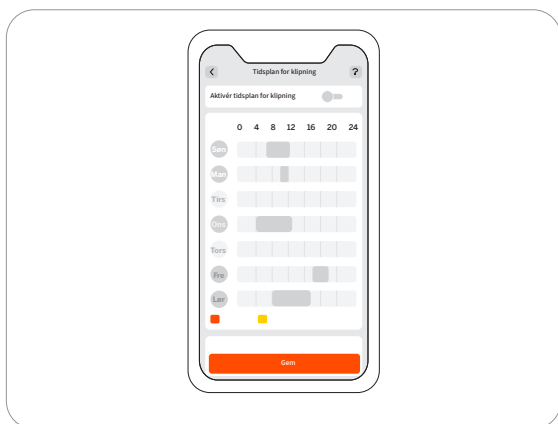 Tidsplan for klipning ?
Aktivér tidsplan for klipning
0 4 8 12 16 20 24
Søn
Man
Tirs
Ons
Tors
Fre
Lør
Gem